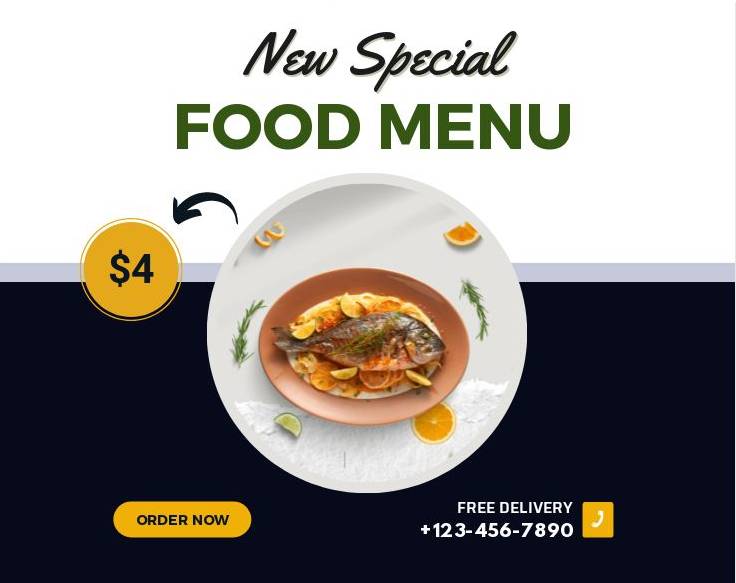 New Special
FOOD MENU
$4
ORDER NOW
FREE DELIVERY
+123-456-7890